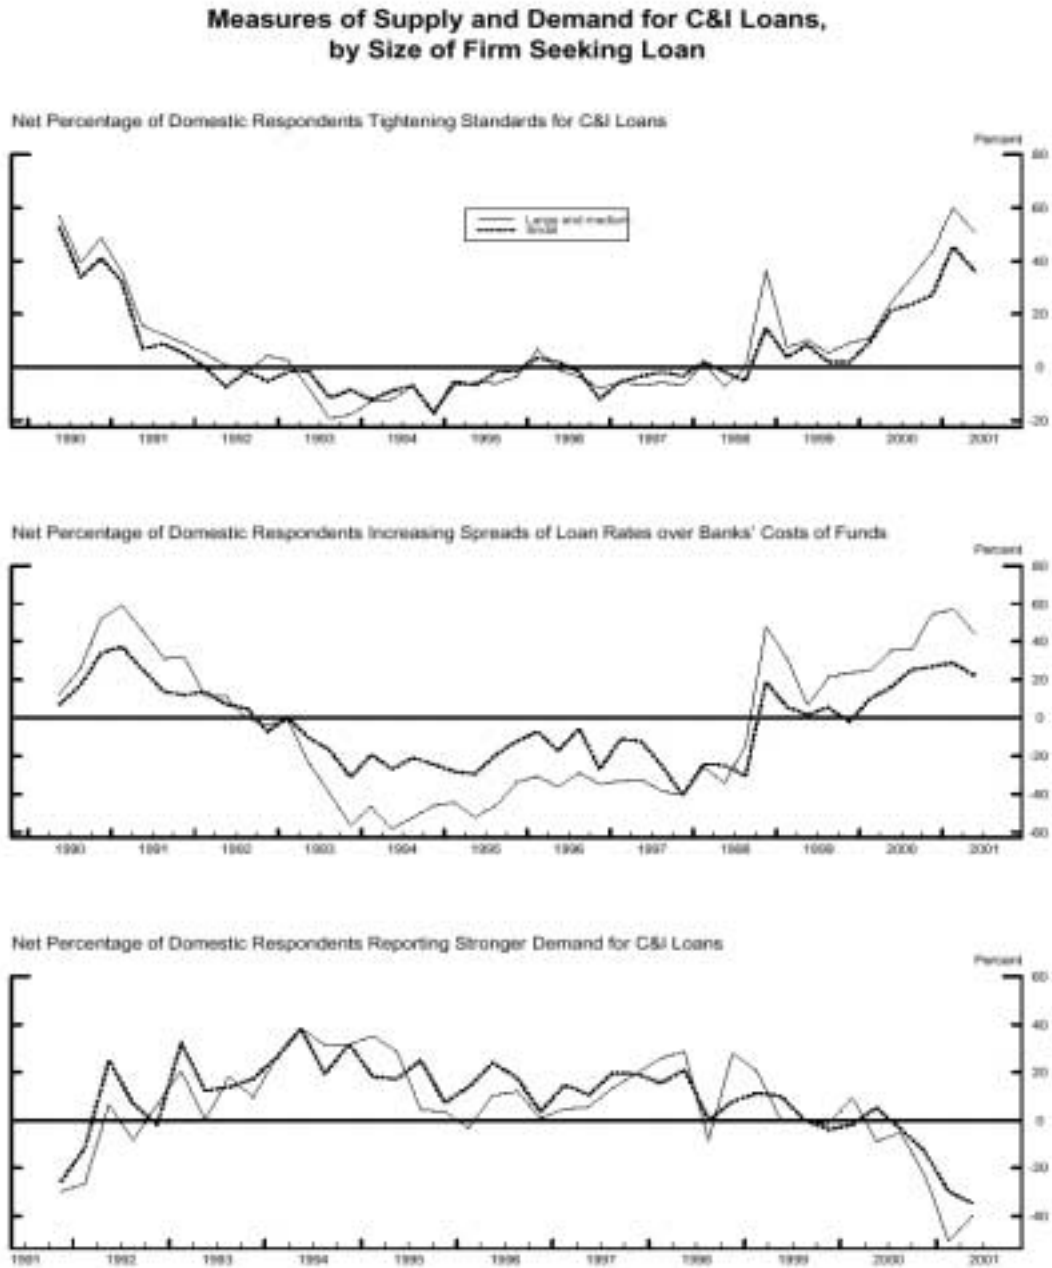 Measures of Supply and Demand for C&I Loans,
by Size of Firm Seeking Loan
Net Percentage of Domestic Respondents Tightening Standards for C&I Loans
Percent
80
60
Large and medium
Small
40
20
0
-20
1990 1991 1992 1993 1994 1995 1996 1997 1998 1999 2000 2001
Net Percentage of Domestic Respondents Increasing Spreads of Loan Rates over Banks' Costs of Funds
Percent
80
60
40
20
0
-20
-40
-60
1990 1991 1992 1993 1994 1995 1996 1997 1998 1999 2000 2001
Net Percentage of Domestic Respondents Reporting Stronger Demand for C&I Loans
Percent
60
40
20
0
-20
-40
1991 1992 1993 1994 1995 1996 1997 1998 1999 2000 2001